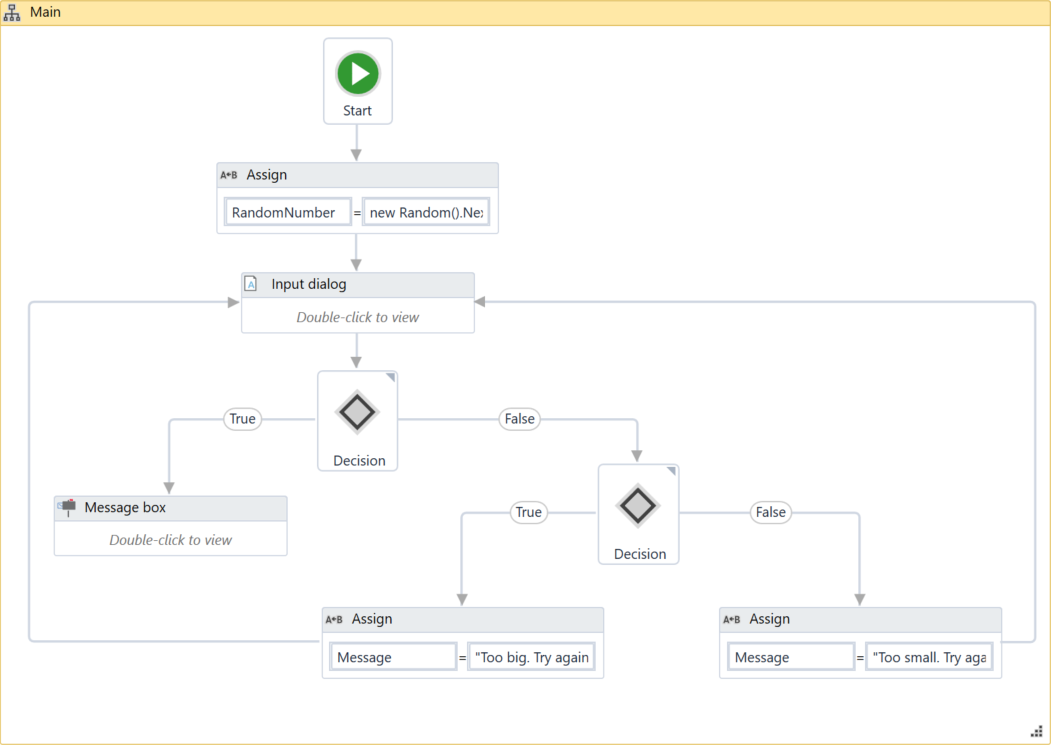 Main
Start
A←B Assign
RandomNumber = new Random().Nex
A Input dialog
Double-click to view
True
False
Decision
Message box
Double-click to view
True
False
Decision
A←B Assign
Message = "Too big. Try again
A←B Assign
Message = "Too small. Try aga